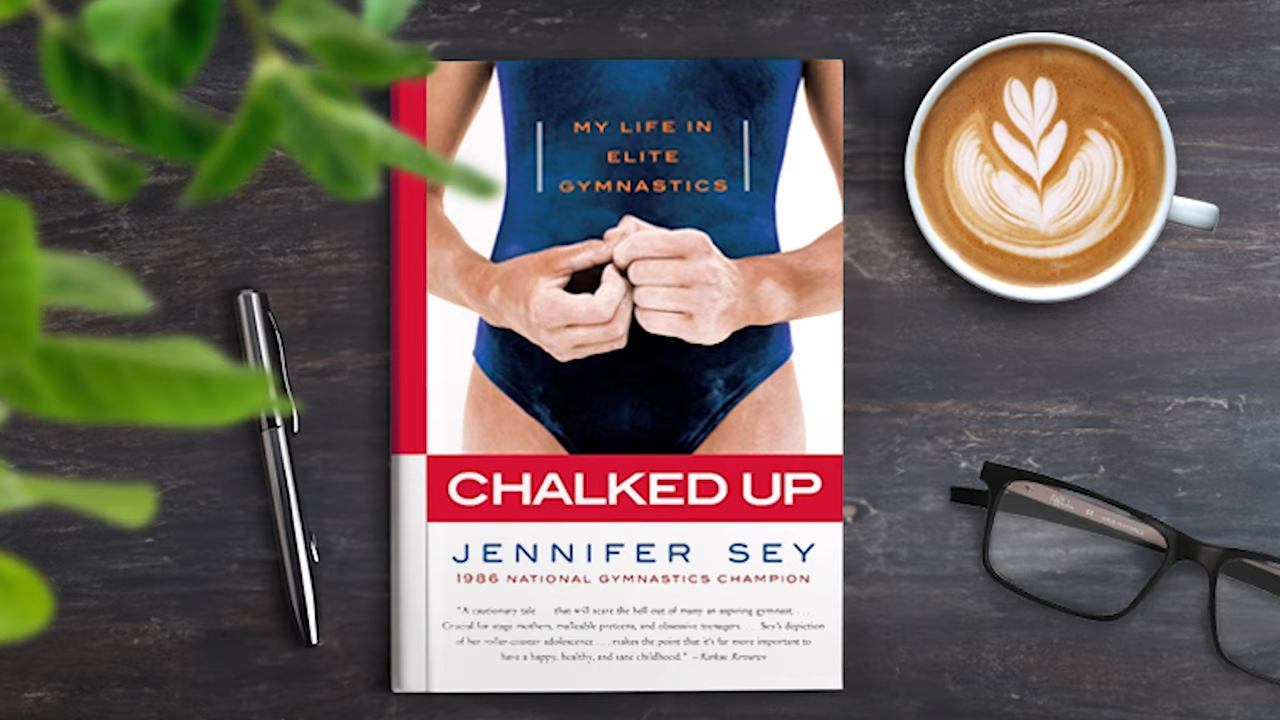 MY LIFE IN
ELITE
GYMNASTICS
CHALKED UP
JENNIFER SEY
1986 NATIONAL GYMNASTICS CHAMPION
"A cautionary tale . . . that will scare the hell out of many an aspiring gymnast. . . .
Crucial for stage mothers, malleable preteens, and obsessive teenagers. . . . Sey's depiction
of her roller-coaster adolescence . . . makes the point that it's far more important to
have a happy, healthy, and sane childhood." —Kirkus Reviews